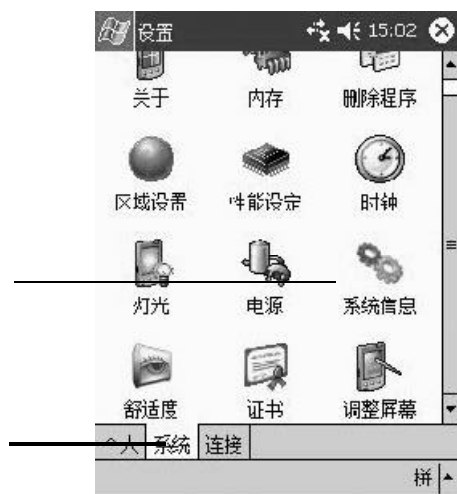 设置 15:02
关于 内存 删除程序
区域设置 性能设定 时钟
灯光 电源 系统信息
舒适度 证书 调整屏幕
个人 系统 连接
拼